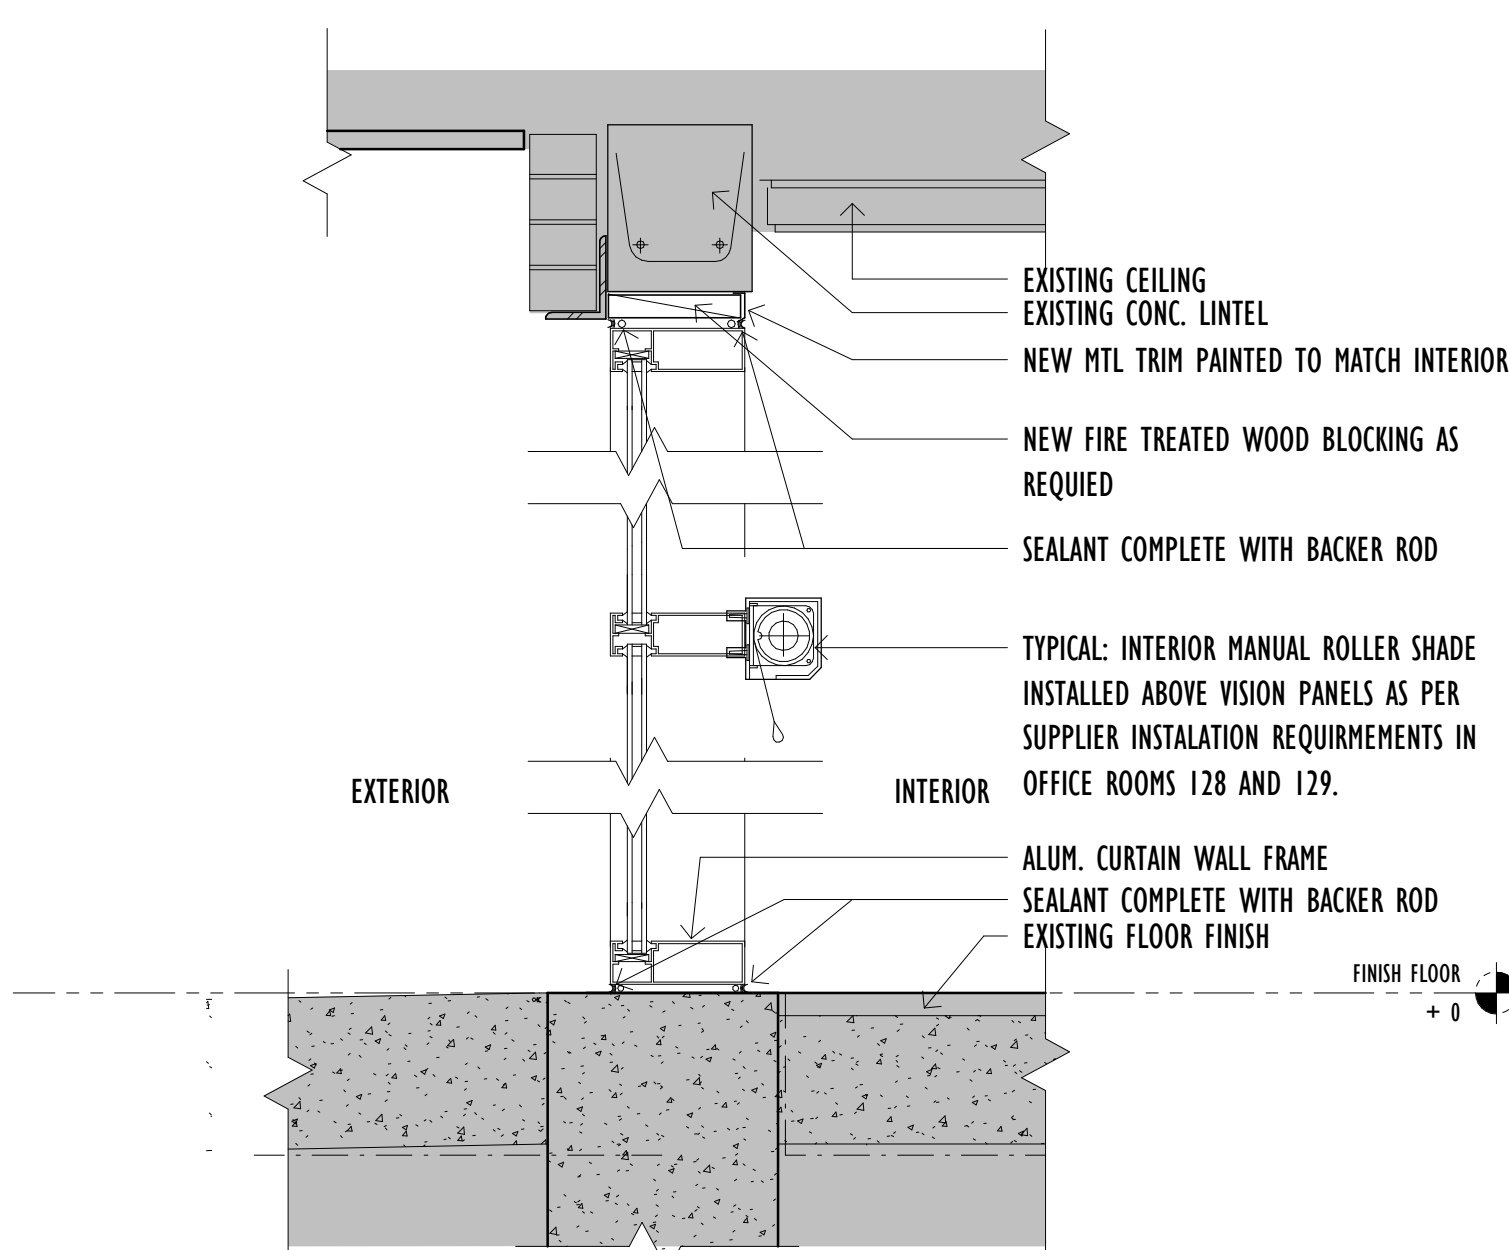 EXISTING CEILING
EXISTING CONC. LINTEL
NEW MTL TRIM PAINTED TO MATCH INTERIOR
NEW FIRE TREATED WOOD BLOCKING AS
REQUIED
SEALANT COMPLETE WITH BACKER ROD
TYPICAL: INTERIOR MANUAL ROLLER SHADE
INSTALLED ABOVE VISION PANELS AS PER
SUPPLIER INSTALATION REQUIRMEMENTS IN
OFFICE ROOMS 128 AND 129.
EXTERIOR
INTERIOR
ALUM. CURTAIN WALL FRAME
SEALANT COMPLETE WITH BACKER ROD
EXISTING FLOOR FINISH
FINISH FLOOR
+ 0